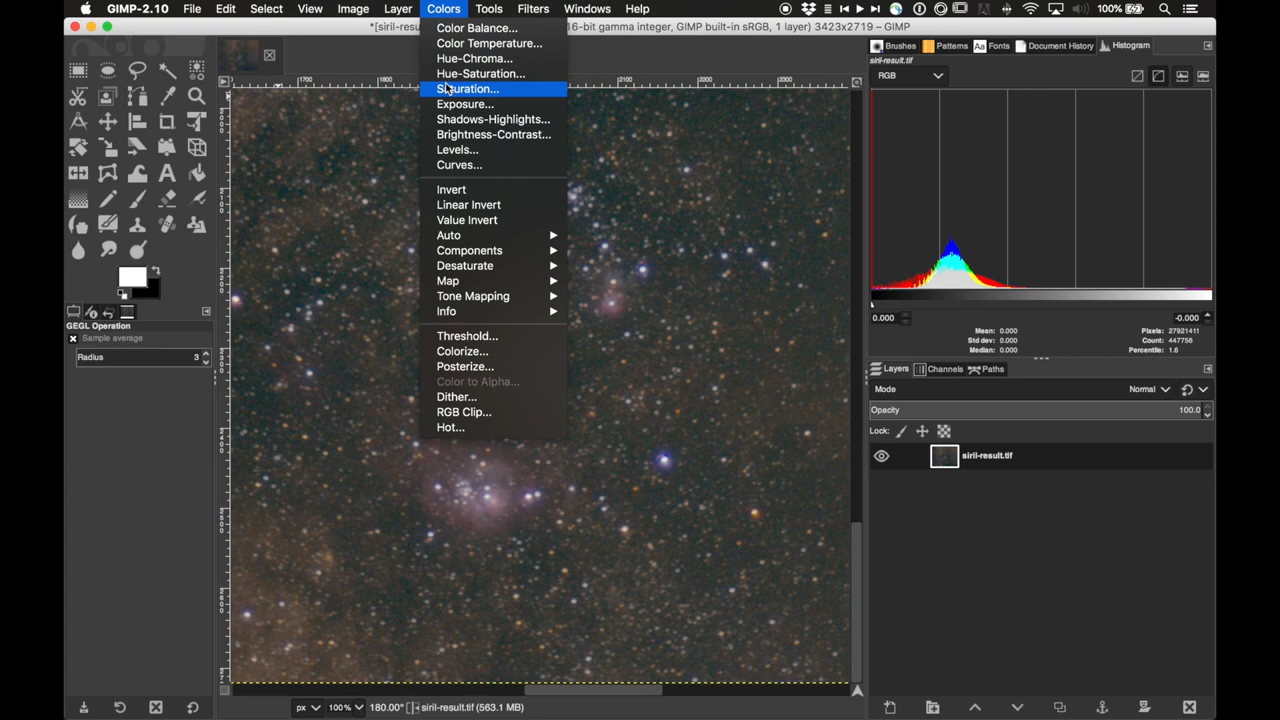 GIMP-2.10 File Edit Select View Image Layer Colors Tools Filters Windows Help 100%
*[siril-resu
16-bit gamma integer, GIMP built-in sRGB, 1 layer) 3423x2719 – GIMP
Color Balance...
Color Temperature...
Hue-Chroma...
Hue-Saturation...
Saturation...
Exposure...
Shadows-Highlights...
Brightness-Contrast...
Levels...
Curves...
Invert
Linear Invert
Value Invert
Auto
Components
Desaturate
Map
Tone Mapping
Info
Threshold...
Colorize...
Posterize...
Color to Alpha...
Dither...
RGB Clip...
Hot...
1700 1800 2100 2200 2300
GEGL Operation
Sample average
Radius 3
px 100% 180.00° siril-result.tif (563.1 MB)
Brushes Patterns Aa Fonts Document History Histogram
siril-result.tif
RGB
0.000 -0.000
Mean: 0.000 Pixels: 27921411
Std dev: 0.000 Count: 447756
Median: 0.000 Percentile: 1.6
Layers Channels Paths
Mode Normal
Opacity 100.0
Lock:
siril-result.tif